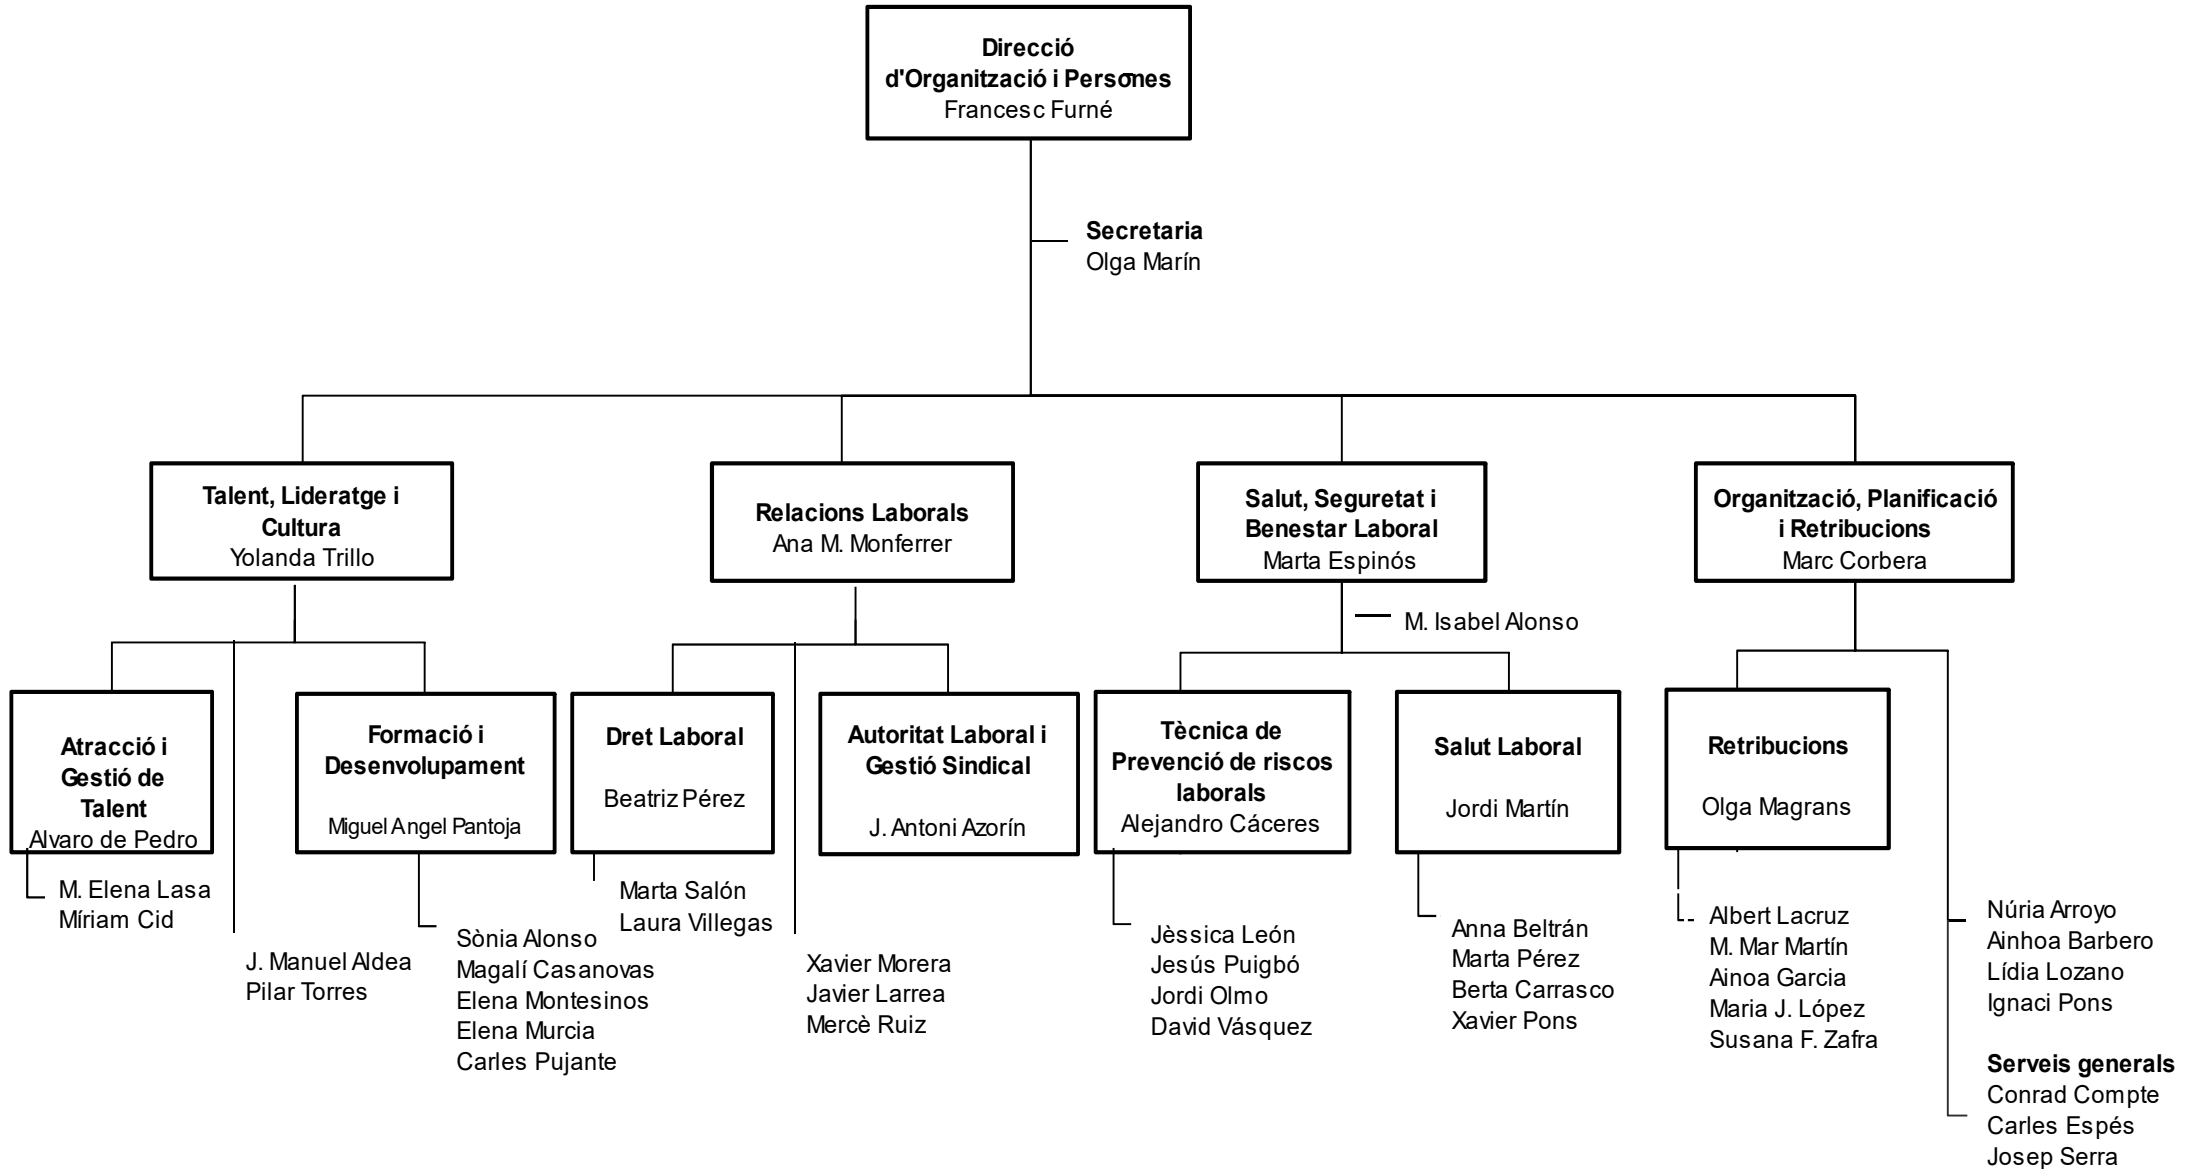 Direcció
d'Organització i Persones
Francesc Furné
Secretaria
Olga Marín
Talent, Lideratge i
Cultura
Yolanda Trillo
Relacions Laborals
Ana M. Monferrer
Salut, Seguretat i
Benestar Laboral
Marta Espinós
Organització, Planificació
i Retribucions
Marc Corbera
M. Isabel Alonso
Atracció i
Gestió de
Talent
Alvaro de Pedro
Formació i
Desenvolupament
Miguel Angel Pantoja
Dret Laboral
Beatriz Pérez
Autoritat Laboral i
Gestió Sindical
J. Antoni Azorín
Tècnica de
Prevenció de riscos
laborals
Alejandro Cáceres
Salut Laboral
Jordi Martín
Retribucions
Olga Magrans
M. Elena Lasa
Míriam Cid
J. Manuel Aldea
Pilar Torres
Sònia Alonso
Magalí Casanovas
Elena Montesinos
Elena Murcia
Carles Pujante
Marta Salón
Laura Villegas
Xavier Morera
Javier Larrea
Mercè Ruiz
Jèssica León
Jesús Puigbó
Jordi Olmo
David Vásquez
Anna Beltrán
Marta Pérez
Berta Carrasco
Xavier Pons
Albert Lacruz
M. Mar Martín
Ainoa Garcia
Maria J. López
Susana F. Zafra
Núria Arroyo
Ainhoa Barbero
Lídia Lozano
Ignaci Pons
Serveis generals
Conrad Compte
Carles Espés
Josep Serra